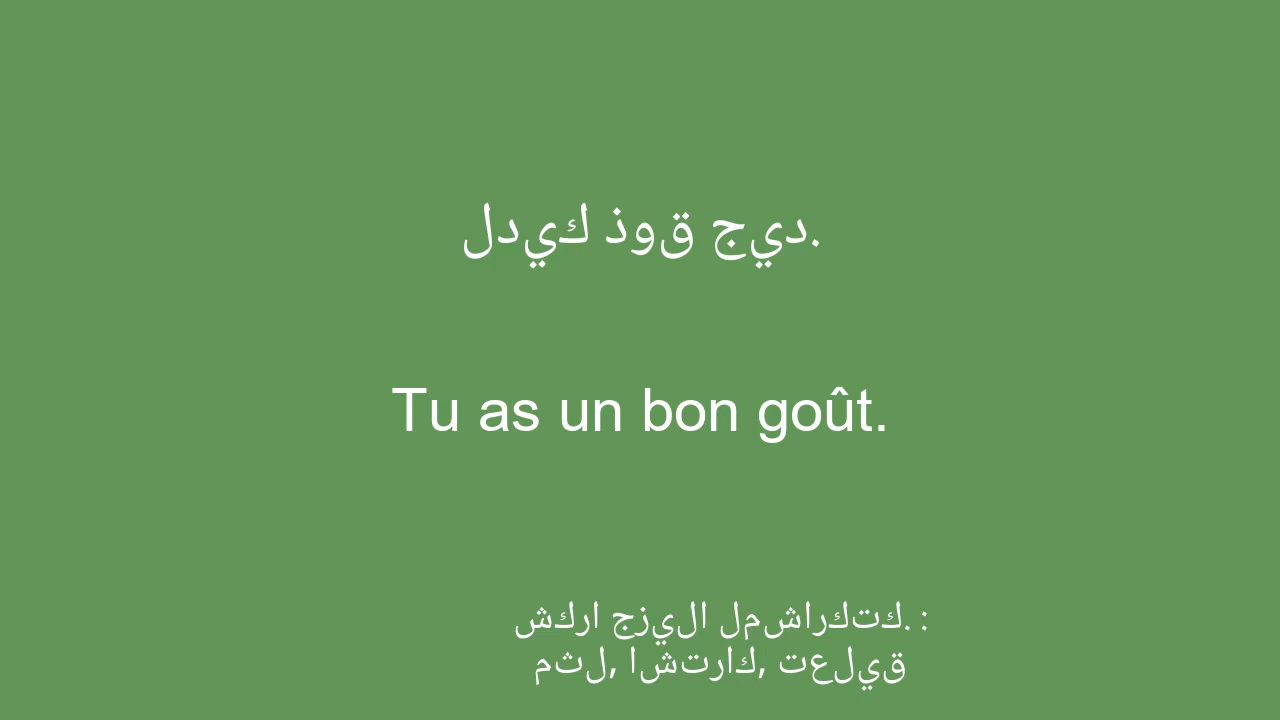 لديك ذوق جيد.
Tu as un bon goût.
شكرا جزيلا لمشاركتك. :
مثل, اشتراك, تعليق